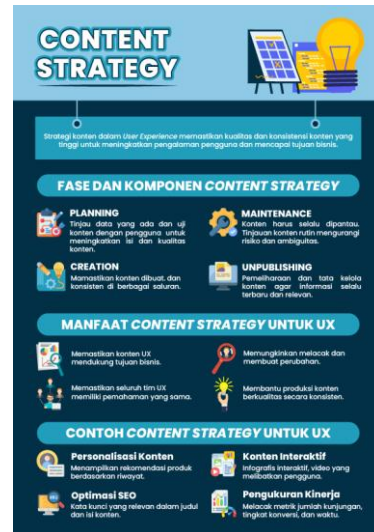 CONTENT
STRATEGY
Strategi konten dalam User Experience memastikan kualitas dan konsistensi konten yang
tinggi untuk meningkatkan pengalaman pengguna dan mencapai tujuan bisnis.
FASE DAN KOMPONEN CONTENT STRATEGY
PLANNING
Tinjau data yang ada dan uji
konten dengan pengguna untuk
meningkatkan isi dan kualitas
konten.
MAINTENANCE
Konten harus selalu dipantau.
Tinjauan konten rutin mengurangi
risiko dan ambiguitas.
CREATION
Memastikan konten dibuat, dan
konsisten di berbagai saluran.
UNPUBLISHING
Pemeliharaan dan tata kelola
konten agar informasi selalu
terbaru dan relevan.
MANFAAT CONTENT STRATEGY UNTUK UX
Memastikan konten UX
mendukung tujuan bisnis.
Memungkinkan melacak dan
membuat perubahan.
Memastikan seluruh tim UX
memiliki pemahaman yang sama.
Membantu produksi konten
berkualitas secara konsisten.
CONTOH CONTENT STRATEGY UNTUK UX
Personalisasi Konten
Menampilkan rekomendasi produk
berdasarkan riwayat.
Konten Interaktif
Infografis interaktif, video yang
melibatkan pengguna.
Optimasi SEO
Kata kunci yang relevan dalam judul
dan isi konten.
Pengukuran Kinerja
Melacak metrik jumlah kunjungan,
tingkat konversi, dan waktu.